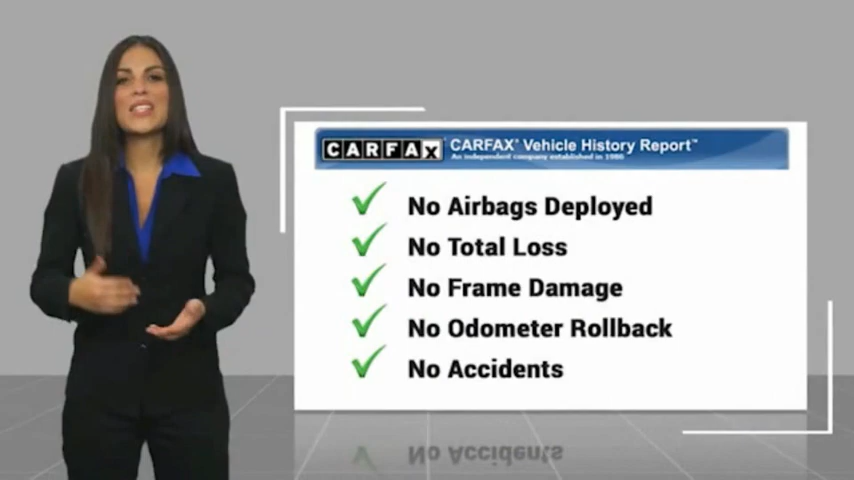 CARFAX CARFAX® Vehicle History Report™
An independent company established in 1986
No Airbags Deployed
No Total Loss
No Frame Damage
No Odometer Rollback
No Accidents
No Accidents